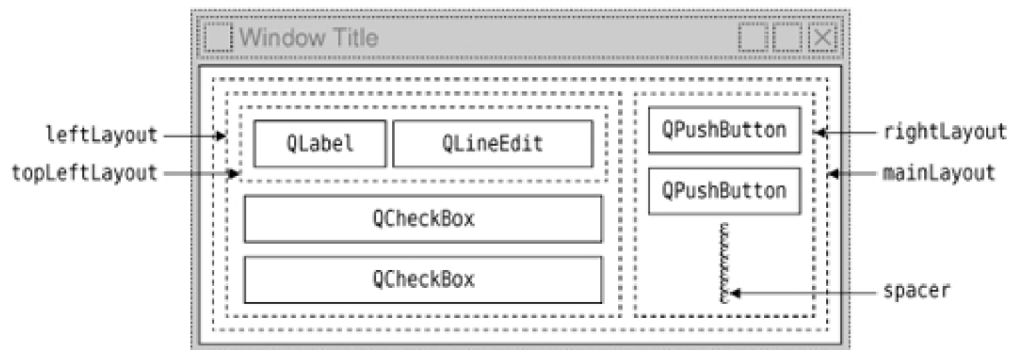 Window Title
leftLayout
topLeftLayout
QLabel
QLineEdit
QCheckBox
QCheckBox
QPushButton
QPushButton
rightLayout
mainLayout
spacer